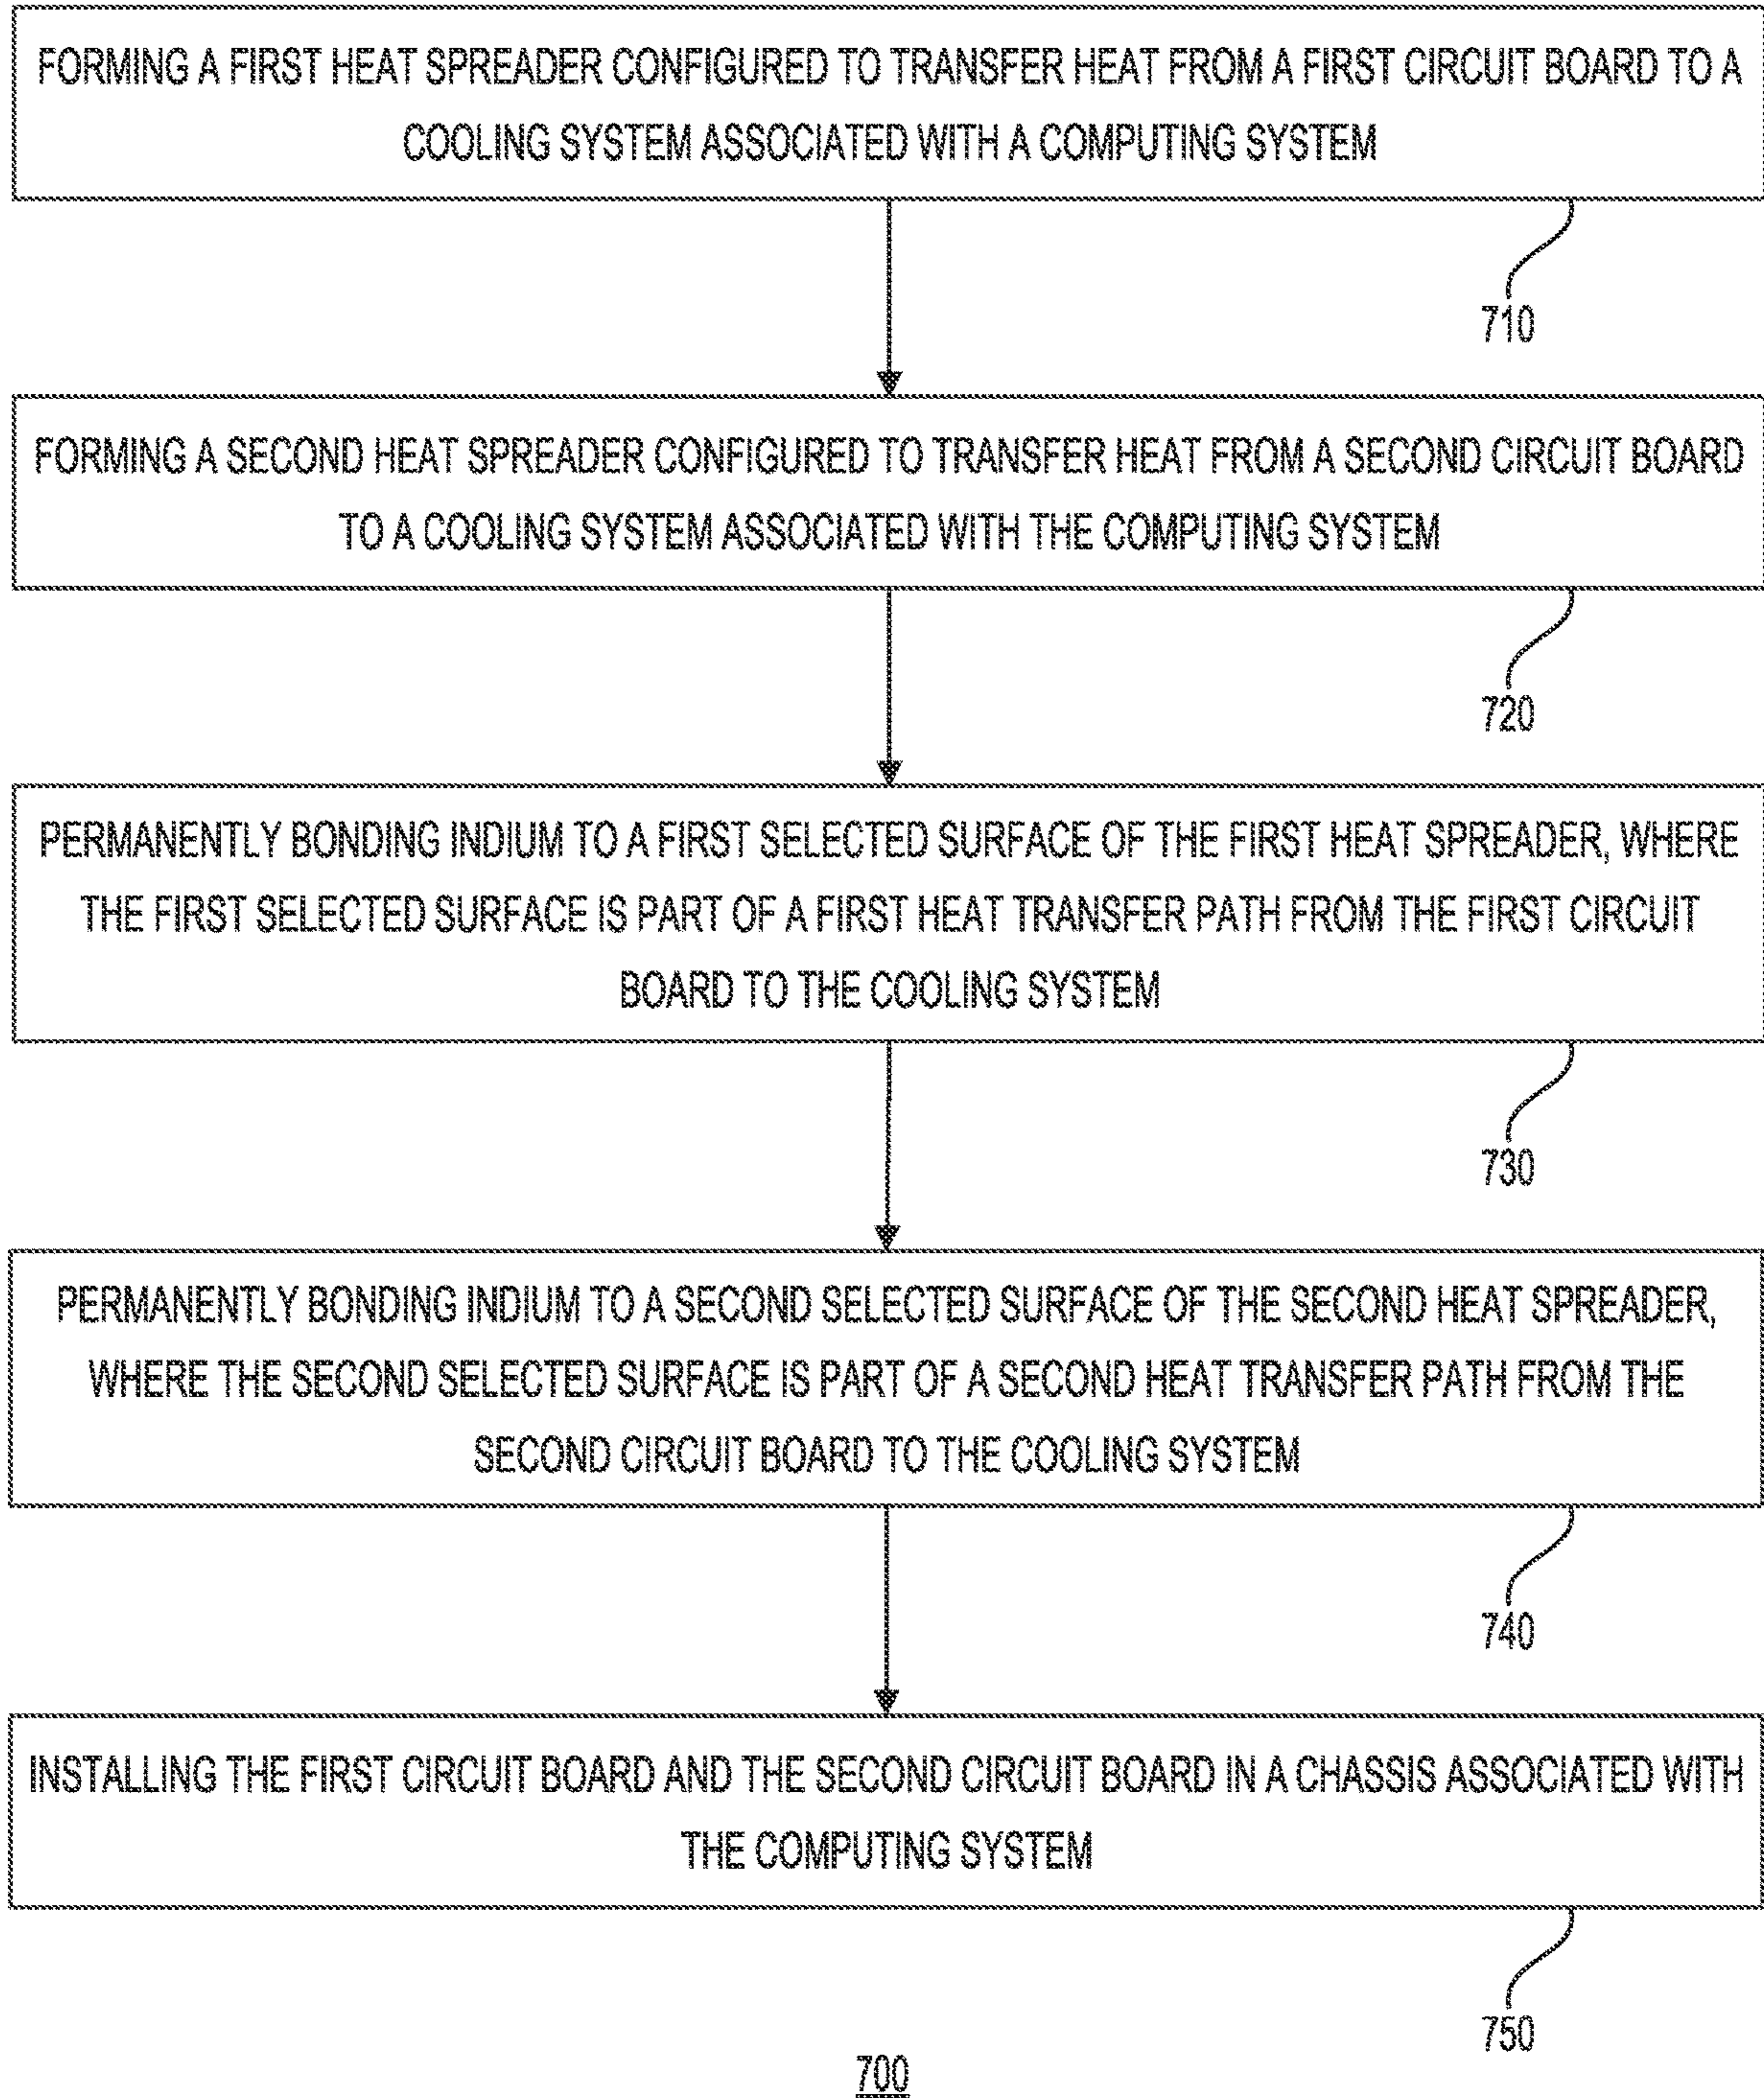 FORMING A FIRST HEAT SPREADER CONFIGURED TO TRANSFER HEAT FROM A FIRST CIRCUIT BOARD TO A
COOLING SYSTEM ASSOCIATED WITH A COMPUTING SYSTEM
710
FORMING A SECOND HEAT SPREADER CONFIGURED TO TRANSFER HEAT FROM A SECOND CIRCUIT BOARD
TO A COOLING SYSTEM ASSOCIATED WITH THE COMPUTING SYSTEM
720
PERMANENTLY BONDING INDIUM TO A FIRST SELECTED SURFACE OF THE FIRST HEAT SPREADER, WHERE
THE FIRST SELECTED SURFACE IS PART OF A FIRST HEAT TRANSFER PATH FROM THE FIRST CIRCUIT
BOARD TO THE COOLING SYSTEM
730
PERMANENTLY BONDING INDIUM TO A SECOND SELECTED SURFACE OF THE SECOND HEAT SPREADER,
WHERE THE SECOND SELECTED SURFACE IS PART OF A SECOND HEAT TRANSFER PATH FROM THE
SECOND CIRCUIT BOARD TO THE COOLING SYSTEM
740
INSTALLING THE FIRST CIRCUIT BOARD AND THE SECOND CIRCUIT BOARD IN A CHASSIS ASSOCIATED WITH
THE COMPUTING SYSTEM
750
700